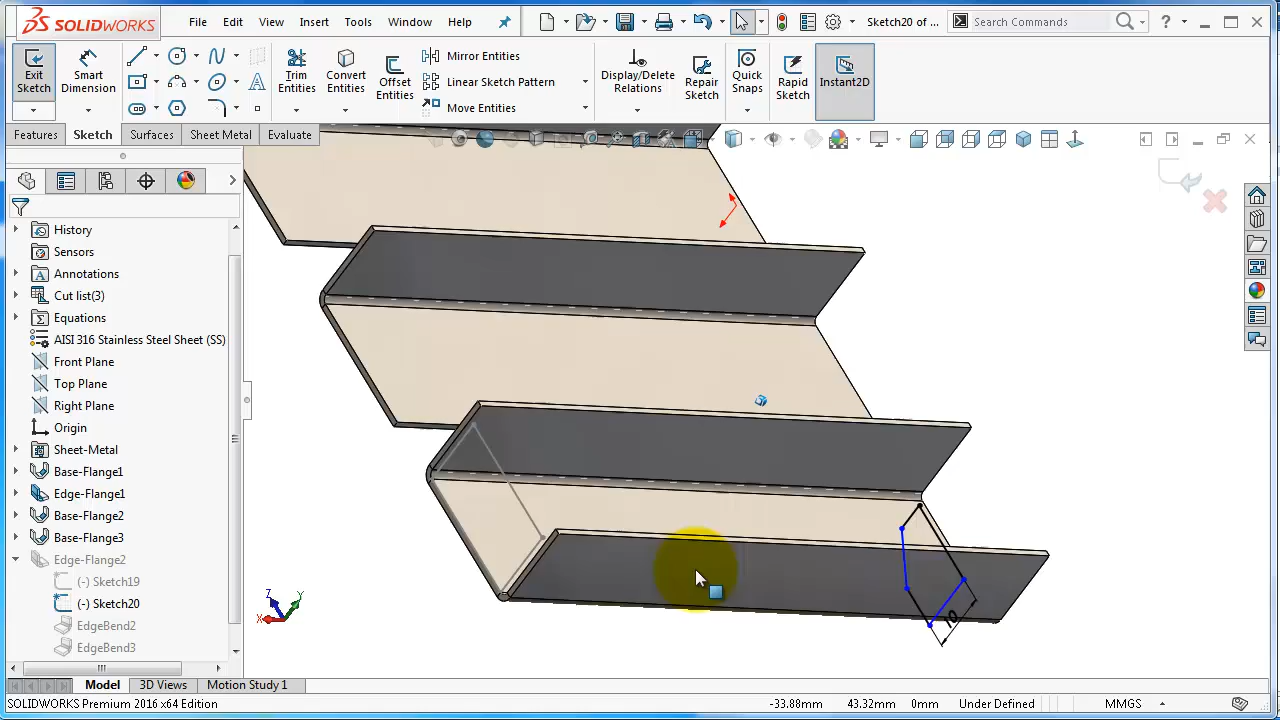 SOLIDWORKS
File Edit View Insert Tools Window Help
Sketch20 of ...
Search Commands
Exit Sketch
Smart Dimension
Trim Entities
Convert Entities
Offset Entities
Mirror Entities
Linear Sketch Pattern
Move Entities
Display/Delete Relations
Repair Sketch
Quick Snaps
Rapid Sketch
Instant2D
Features Sketch Surfaces Sheet Metal Evaluate
History
Sensors
Annotations
Cut list(3)
Equations
AISI 316 Stainless Steel Sheet (SS)
Front Plane
Top Plane
Right Plane
Origin
Sheet-Metal
Base-Flange1
Edge-Flange1
Base-Flange2
Base-Flange3
Edge-Flange2
(-) Sketch19
(-) Sketch20
EdgeBend2
EdgeBend3
10
Z
Y
X
Model 3D Views Motion Study 1
SOLIDWORKS Premium 2016 x64 Edition
-33.88mm 43.32mm 0mm Under Defined MMGS